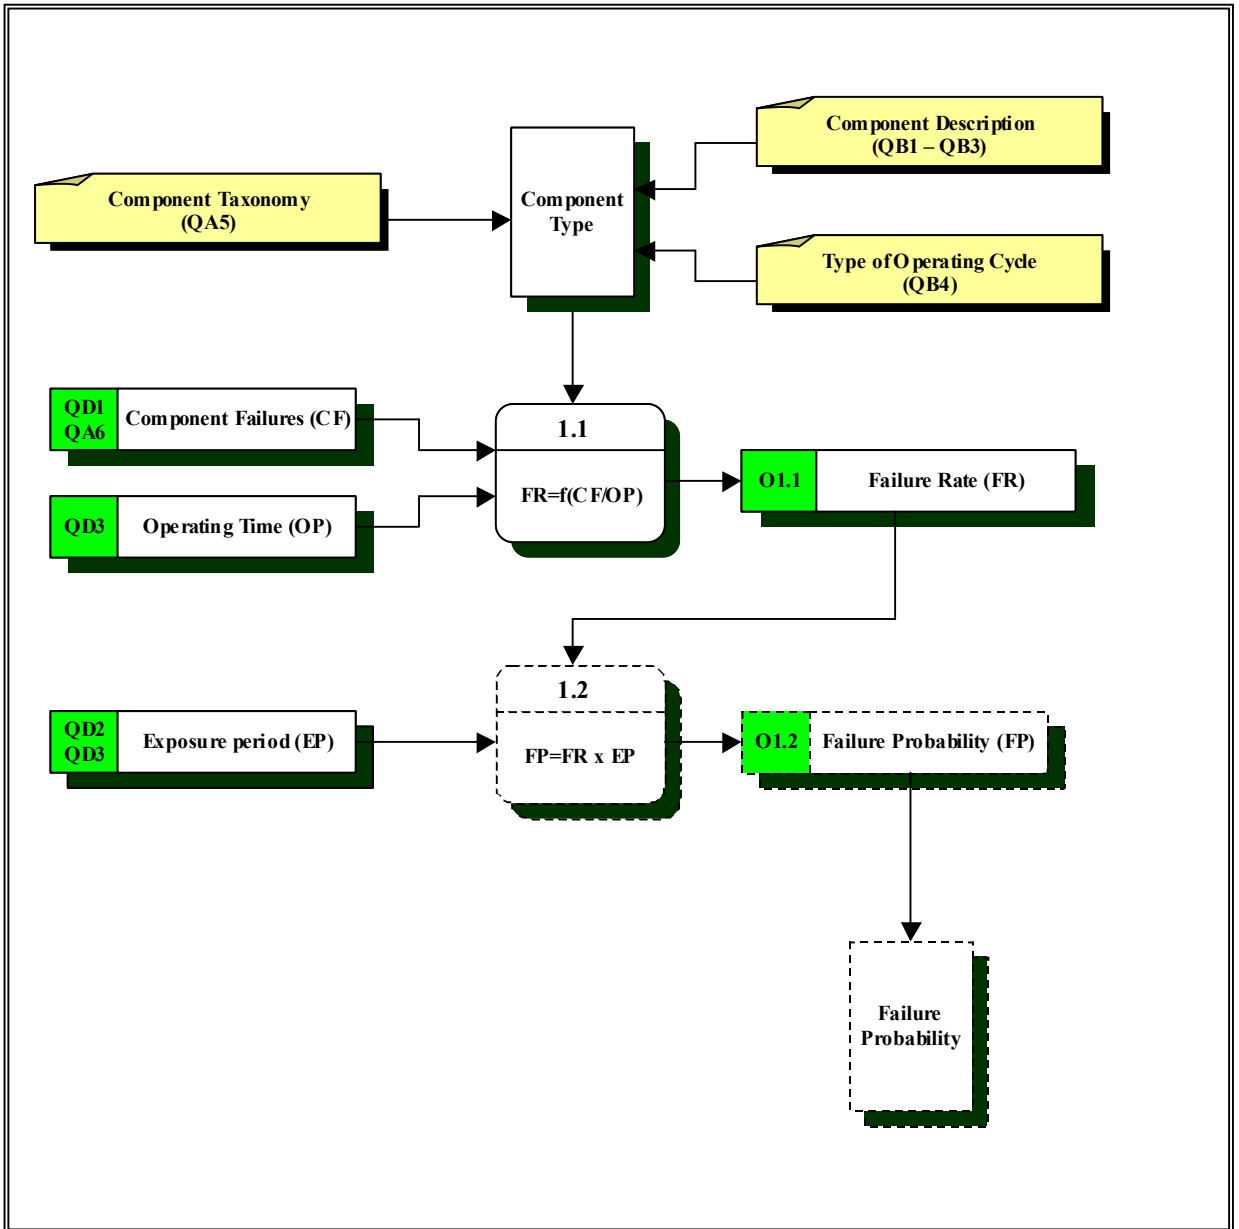 Component Description
(QB1 – QB3)
Component Taxonomy
(QA5)
Component
Type
Type of Operating Cycle
(QB4)
QD1
QA6
Component Failures (CF)
1.1
FR=f(CF/OP)
O1.1
Failure Rate (FR)
QD3
Operating Time (OP)
1.2
FP=FR x EP
QD2
QD3
Exposure period (EP)
O1.2
Failure Probability (FP)
Failure
Probability